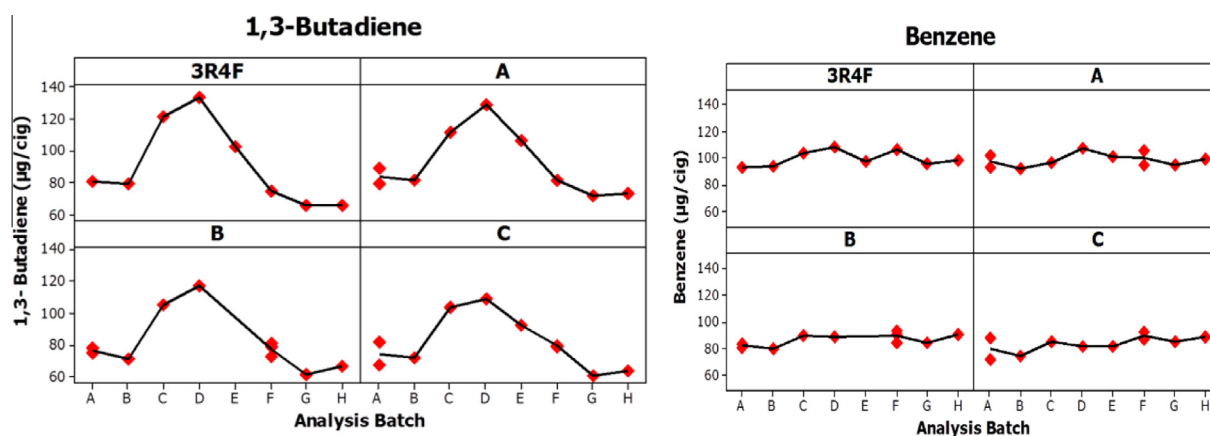 1,3-Butadiene
3R4F
A
140
120
100
80
60
B
C
140
120
100
80
60
1,3- Butadiene (µg/cig)
A B C D E F G H
A B C D E F G H
Analysis Batch
Benzene
3R4F
A
140
120
100
80
60
B
C
140
120
100
80
60
Benzene (µg/cig)
A B C D E F G H
A B C D E F G H
Analysis Batch